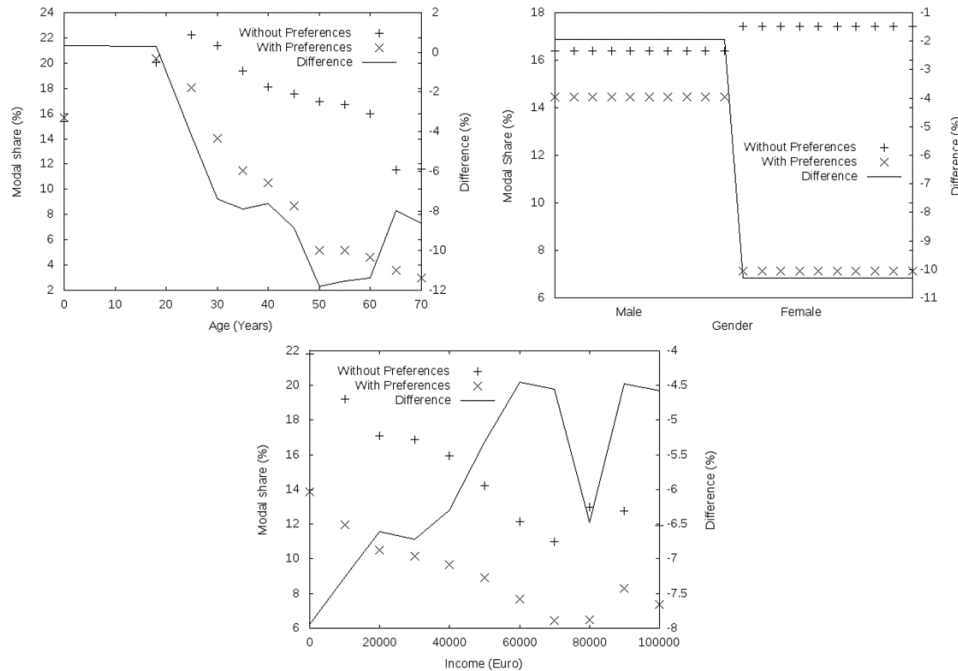 24
22
20
18
16
14
12
10
8
6
4
2
Modal share (%)
Without Preferences
With Preferences
Difference
2
0
-2
-4
-6
-8
-10
-12
Difference (%)
0 10 20 30 40 50 60 70
Age (Years)
18
16
14
12
10
8
6
Modal Share (%)
Without Preferences
With Preferences
Difference
-1
-2
-3
-4
-5
-6
-7
-8
-9
-10
-11
Difference (%)
Male Female
Gender
22
20
18
16
14
12
10
8
6
Modal share (%)
Without Preferences
With Preferences
Difference
-4
-4.5
-5
-5.5
-6
-6.5
-7
-7.5
-8
Difference (%)
0 20000 40000 60000 80000 100000
Income (Euro)